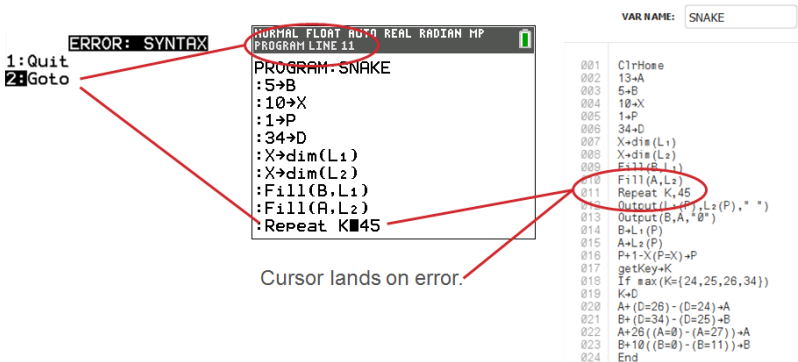 ERROR: SYNTAX
1:Quit
2:Goto
NORMAL FLOAT AUTO REAL RADIAN MP
PROGRAM LINE 11
PROGRAM:SNAKE
:5→B
:10→X
:1→P
:34→D
:X→dim(L₁)
:X→dim(L₂)
:Fill(B,L₁)
:Fill(A,L₂)
:Repeat K■45
Cursor lands on error.
VAR NAME: SNAKE
001 ClrHome
002 13→A
003 5→B
004 10→X
005 1→P
006 34→D
007 X→dim(L₁)
008 X→dim(L₂)
009 Fill(B,L₁)
010 Fill(A,L₂)
011 Repeat K,45
012 Output(L₁(P),L₂(P)," ")
013 Output(B,A,"0")
014 B→L₁(P)
015 A→L₂(P)
016 P+1-X(P=X)→P
017 getKey→K
018 If max(K={24,25,26,34})
019 K→D
020 A+(D=26)-(D=24)→A
021 B+(D=34)-(D=25)→B
022 A+26((A=0)-(A=27))→A
023 B+10((B=0)-(B=11))→B
024 End